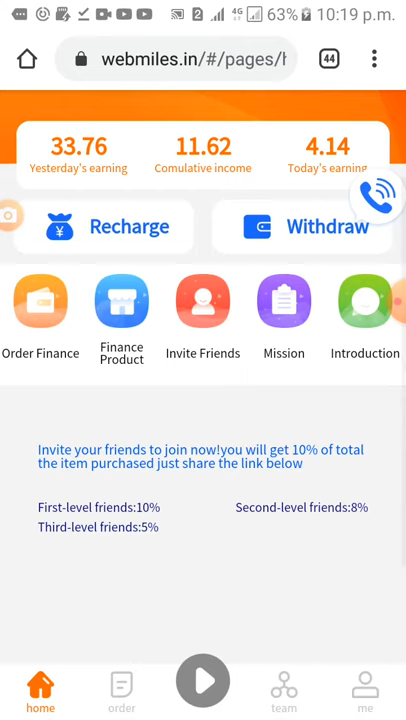 2 4G 63% 10:19 p.m.
webmiles.in/#/pages/h
44
33.76 11.62 4.14
Yesterday's earning Comulative income Today's earning
¥ Recharge Withdraw
Order Finance Finance Product Invite Friends Mission Introduction
Invite your friends to join now!you will get 10% of total
the item purchased just share the link below
First-level friends:10% Second-level friends:8%
Third-level friends:5%
home order team me